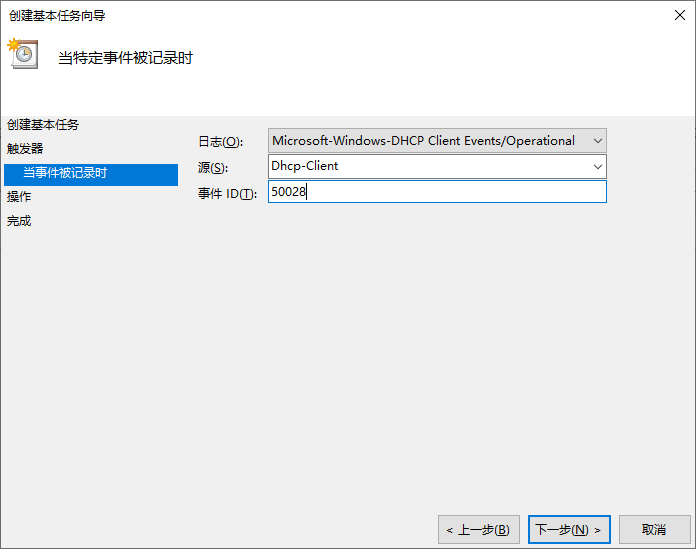 创建基本任务向导
当特定事件被记录时
创建基本任务
触发器
当事件被记录时
操作
完成
日志(O): Microsoft-Windows-DHCP Client Events/Operational
源(S): Dhcp-Client
事件 ID(T): 50028
< 上一步(B) 下一步(N) > 取消